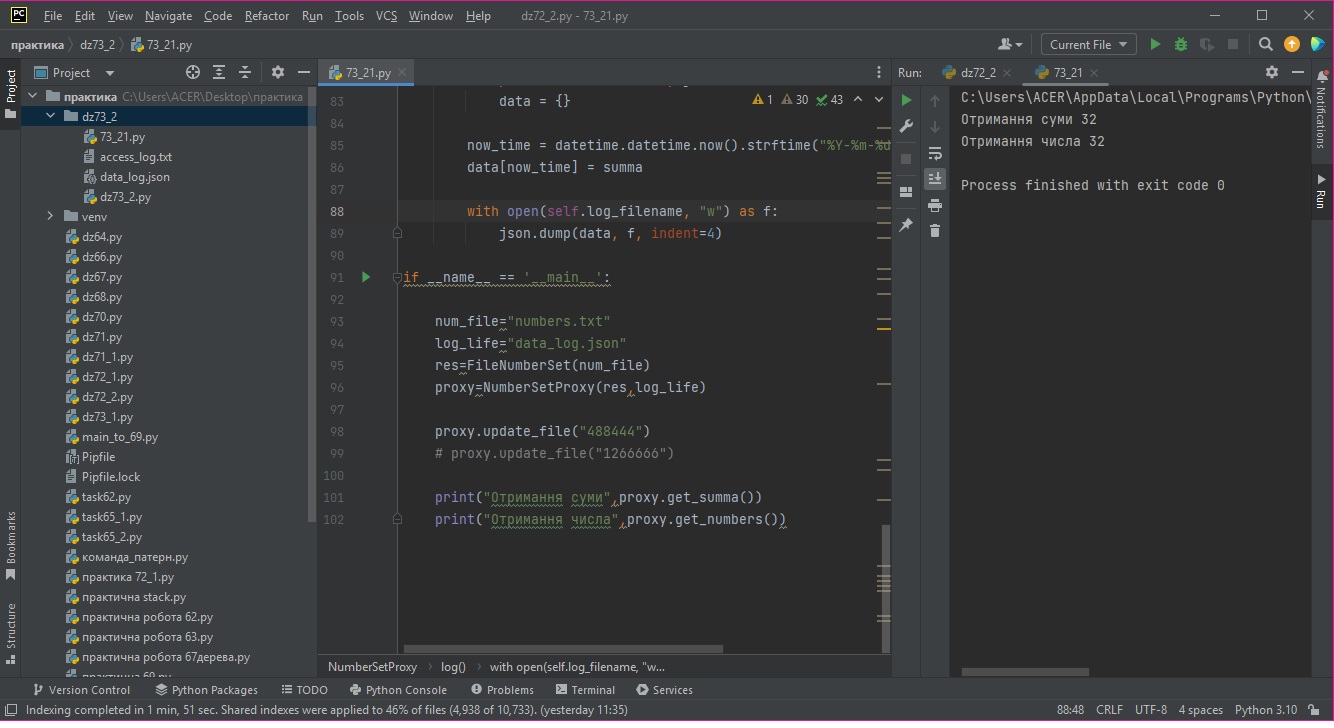 PC File Edit View Navigate Code Refactor Run Tools VCS Window Help dz72_2.py - 73_21.py
практика dz73_2 73_21.py
Current File
Project
73_21.py
Run: dz72_2 73_21
Project
практика C:\Users\ACER\Desktop\практика
dz73_2
73_21.py
access_log.txt
data_log.json
dz73_2.py
venv
dz64.py
dz66.py
dz67.py
dz68.py
dz70.py
dz71.py
dz71_1.py
dz72_1.py
dz72_2.py
dz73_1.py
main_to_69.py
Pipfile
Pipfile.lock
task62.py
task65_1.py
task65_2.py
команда_патерн.py
практика 72_1.py
практична stack.py
практична робота 62.py
практична робота 63.py
практична робота 67дерева.py
Bookmarks
Structure
1 30 43
83 data = {}
84
85 now_time = datetime.datetime.now().strftime("%Y-%m-%d
86 data[now_time] = summa
87
88 with open(self.log_filename, "w") as f:
89 json.dump(data, f, indent=4)
90
91 if __name__ == '__main__':
92
93 num_file="numbers.txt"
94 log_life="data_log.json"
95 res=FileNumberSet(num_file)
96 proxy=NumberSetProxy(res,log_life)
97
98 proxy.update_file("488444")
99 # proxy.update_file("1266666")
100
101 print("Отримання суми",proxy.get_summa())
102 print("Отримання числа",proxy.get_numbers())
NumberSetProxy log() with open(self.log_filename, "w...
C:\Users\ACER\AppData\Local\Programs\Python\
Отримання суми 32
Отримання числа 32
Process finished with exit code 0
Notifications
Run
Version Control Python Packages TODO Python Console Problems Terminal Services
Indexing completed in 1 min, 51 sec. Shared indexes were applied to 46% of files (4,938 of 10,733). (yesterday 11:35) 88:48 CRLF UTF-8 4 spaces Python 3.10